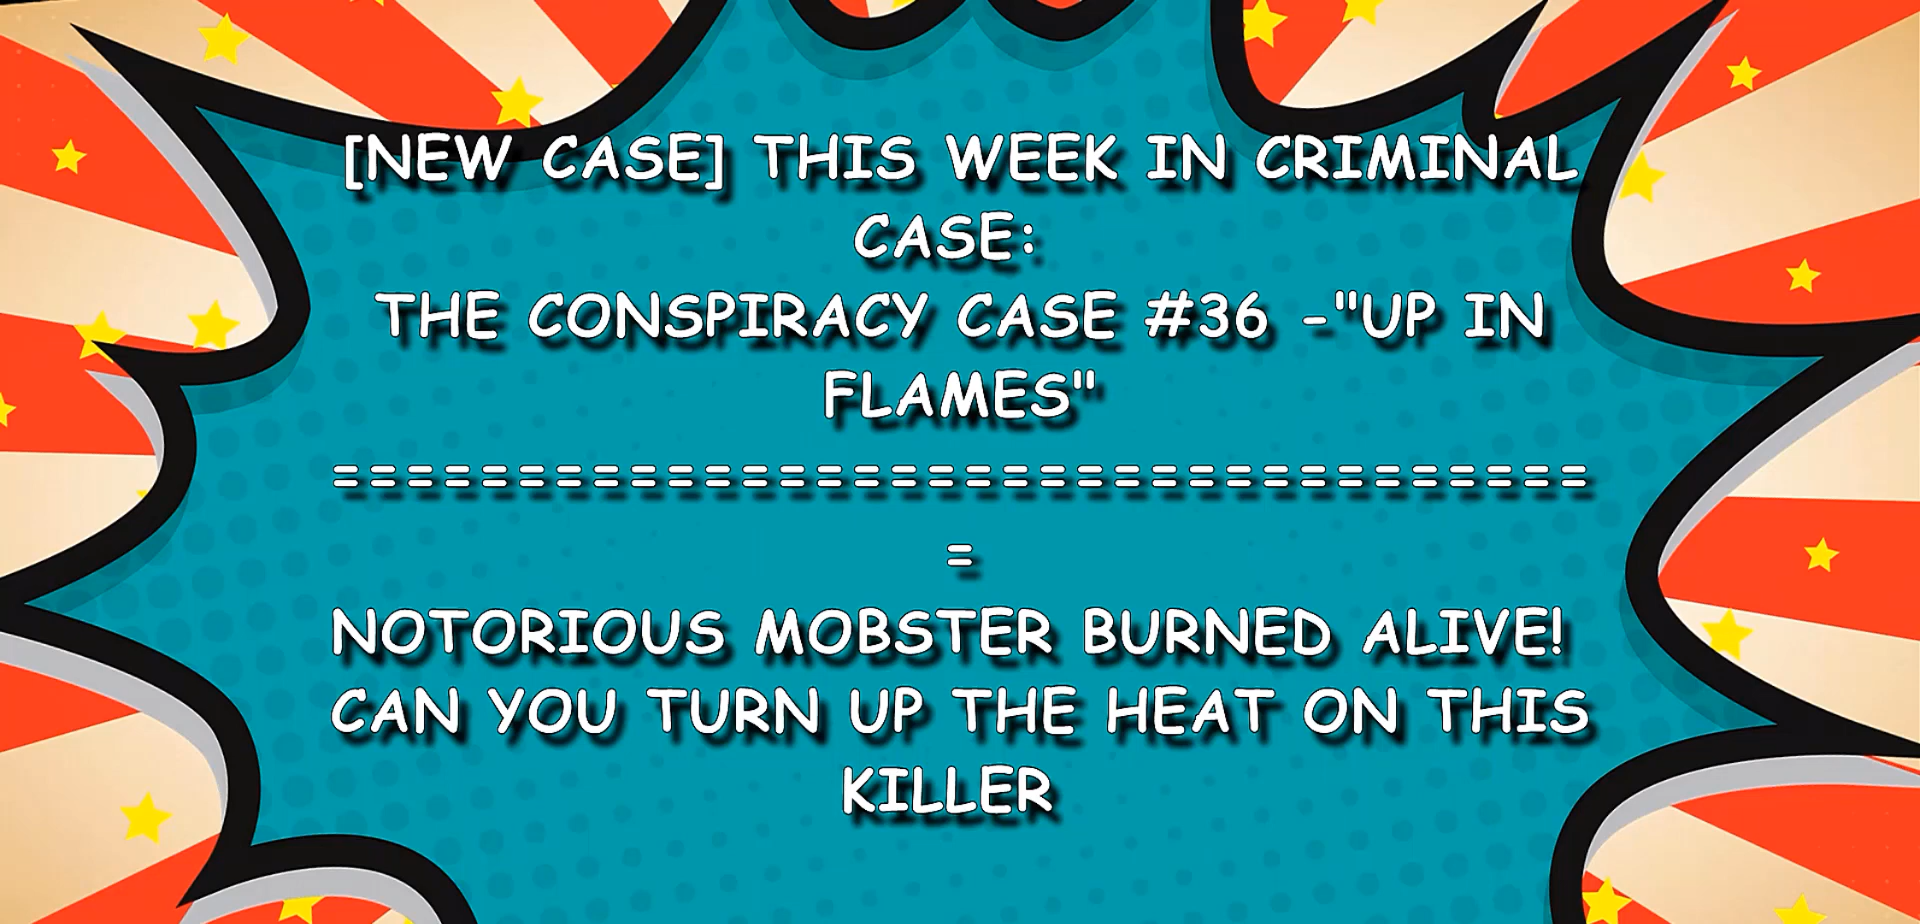 [NEW CASE] THIS WEEK IN CRIMINAL
CASE:
THE CONSPIRACY CASE #36 -"UP IN
FLAMES"
==================================
=
NOTORIOUS MOBSTER BURNED ALIVE!
CAN YOU TURN UP THE HEAT ON THIS
KILLER